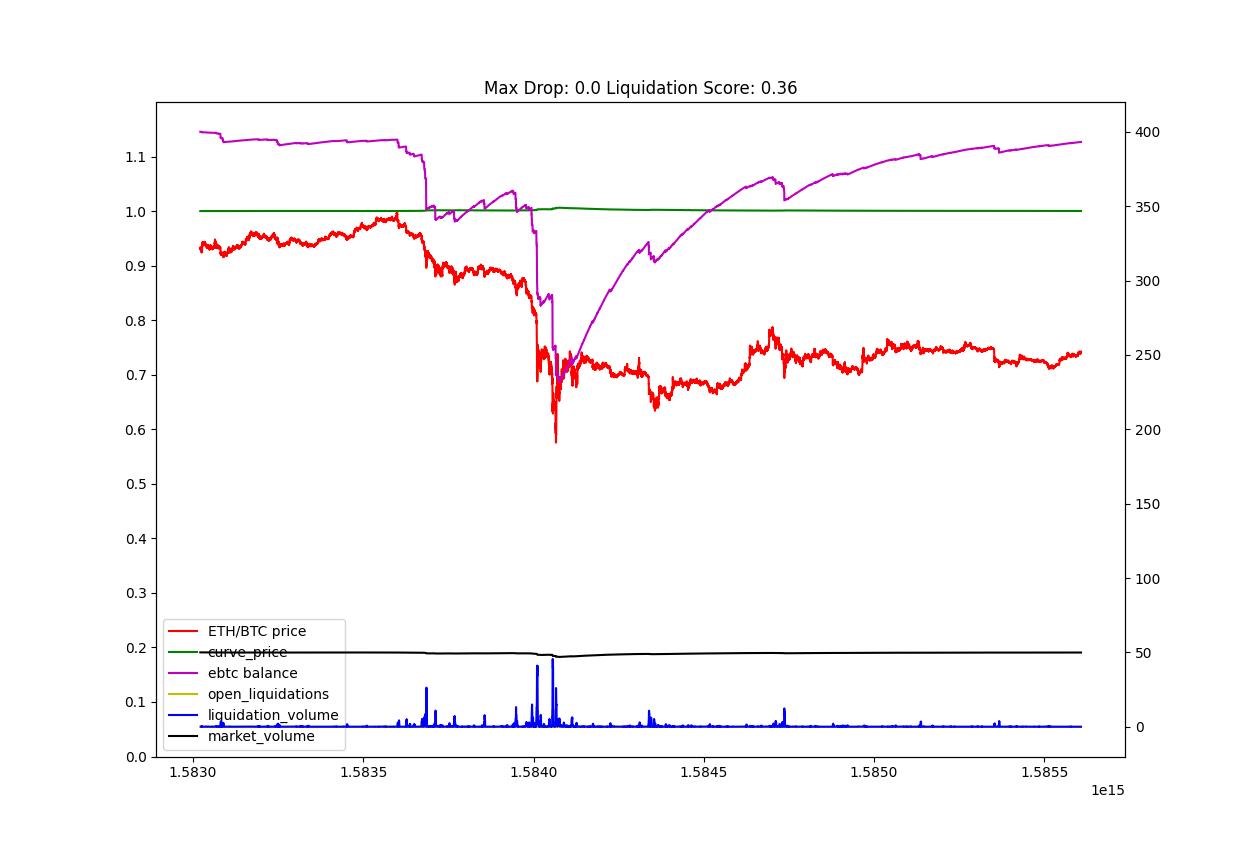 Max Drop: 0.0 Liquidation Score: 0.36
1.1
1.0
0.9
0.8
0.7
0.6
0.5
0.4
0.3
0.2
0.1
0.0
400
350
300
250
200
150
100
50
0
ETH/BTC price
curve_price
ebtc balance
open_liquidations
liquidation_volume
market_volume
1.5830 1.5835 1.5840 1.5845 1.5850 1.5855
1e15